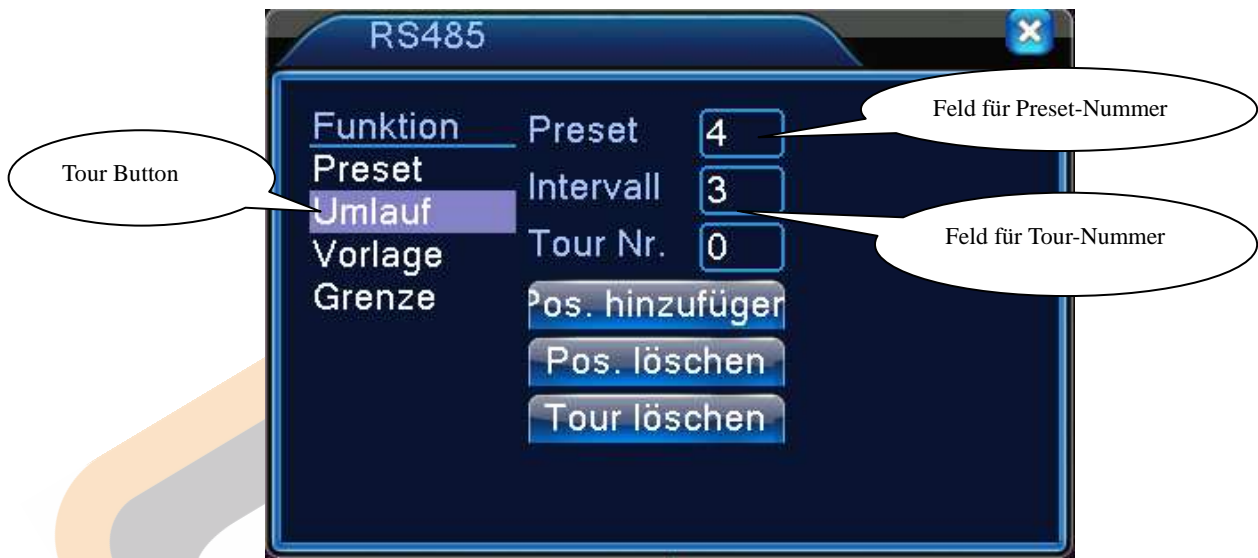 RS485
Feld für Preset-Nummer
Funktion
Preset 4
Tour Button
Preset
Intervall 3
Umlauf
Feld für Tour-Nummer
Vorlage
Tour Nr. 0
Grenze
Pos. hinzufügen
Pos. löschen
Tour löschen